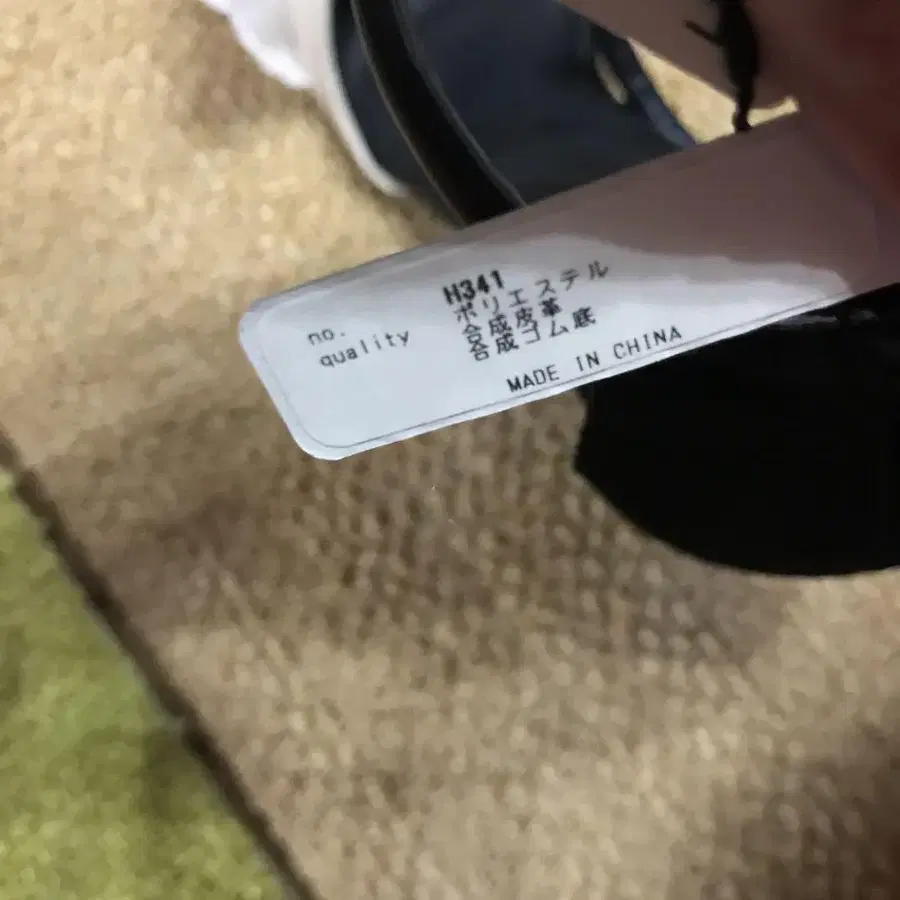 no. H341
quality ポリエステル
合成皮革
合成ゴム底
MADE IN CHINA